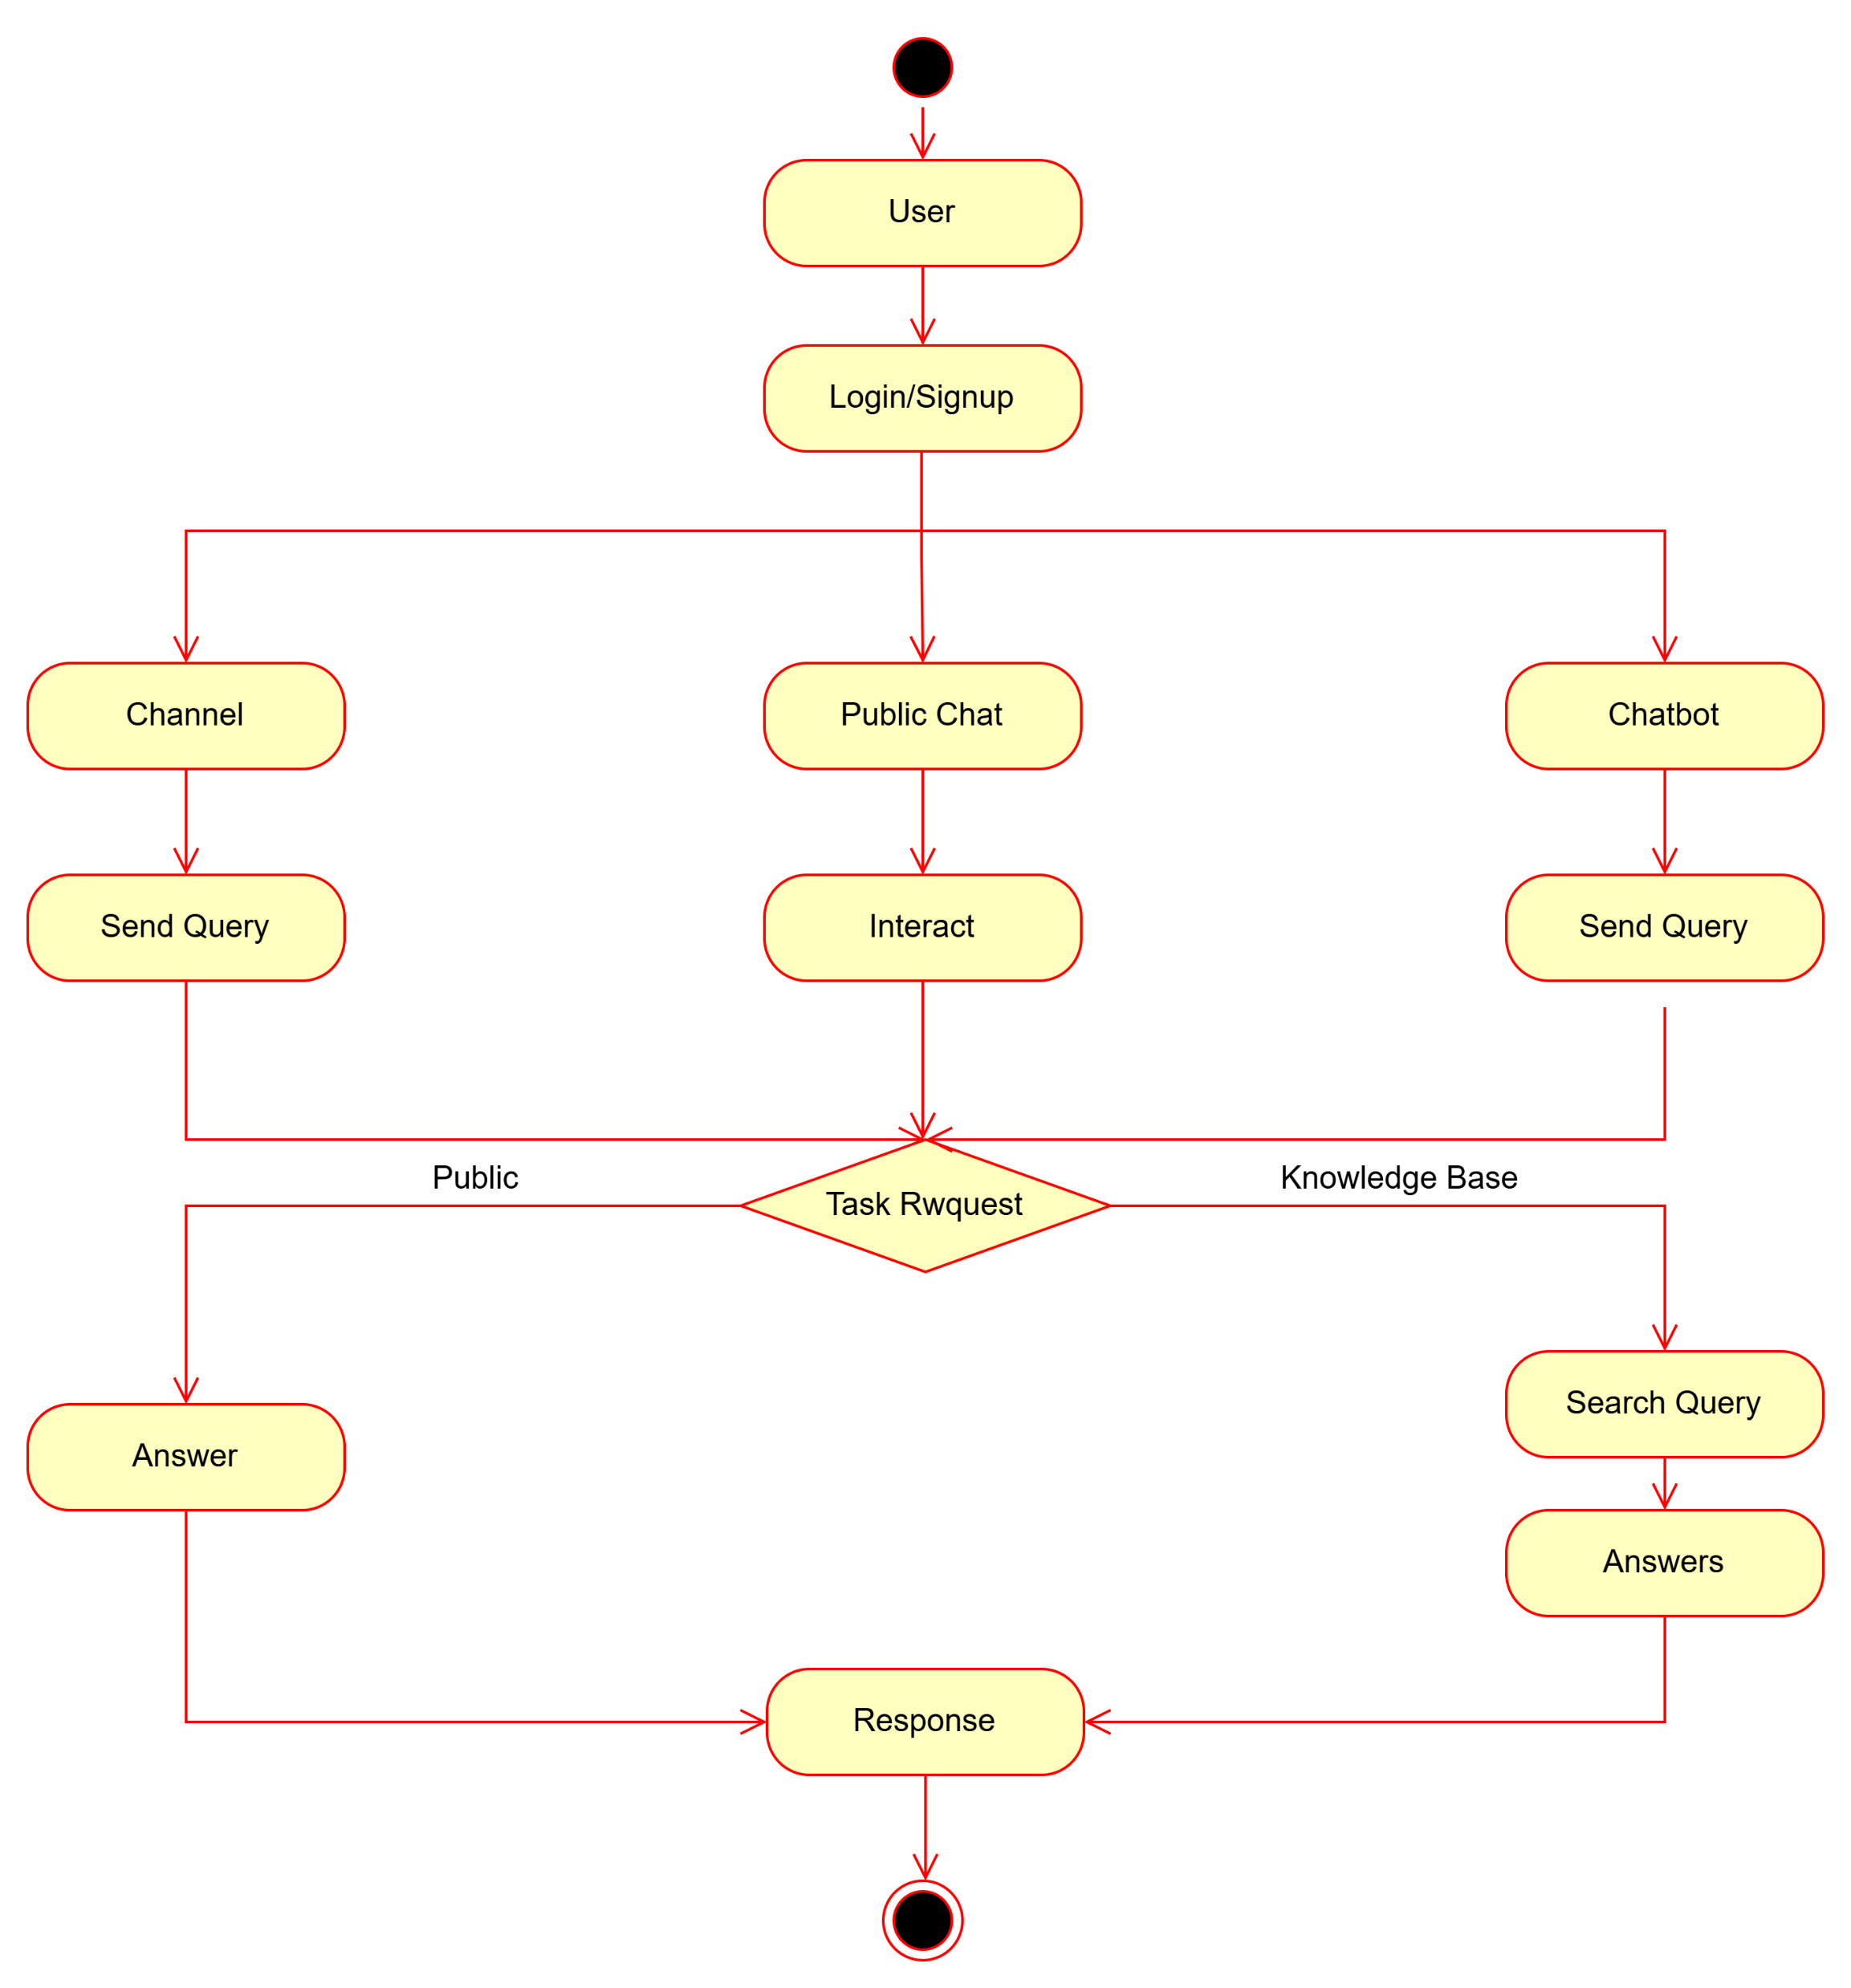 User
Login/Signup
Channel
Public Chat
Chatbot
Send Query
Interact
Send Query
Public
Knowledge Base
Task Rwquest
Search Query
Answer
Answers
Response